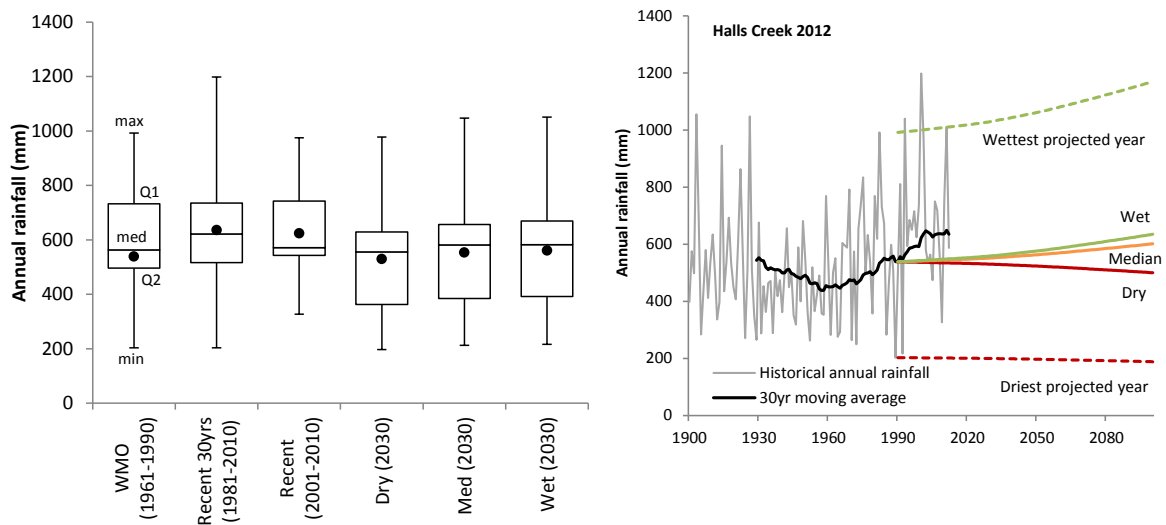 Annual rainfall (mm)
1400
1200
1000
800
600
400
200
0
max
Q1
med
Q2
min
WMO
(1961-1990)
Recent 30yrs
(1981-2010)
Recent
(2001-2010)
Dry (2030)
Med (2030)
Wet (2030)
Halls Creek 2012
Annual rainfall (mm)
1400
1200
1000
800
600
400
200
0
Wettest projected year
Wet
Median
Dry
Historical annual rainfall
30yr moving average
Driest projected year
1900 1930 1960 1990 2020 2050 2080